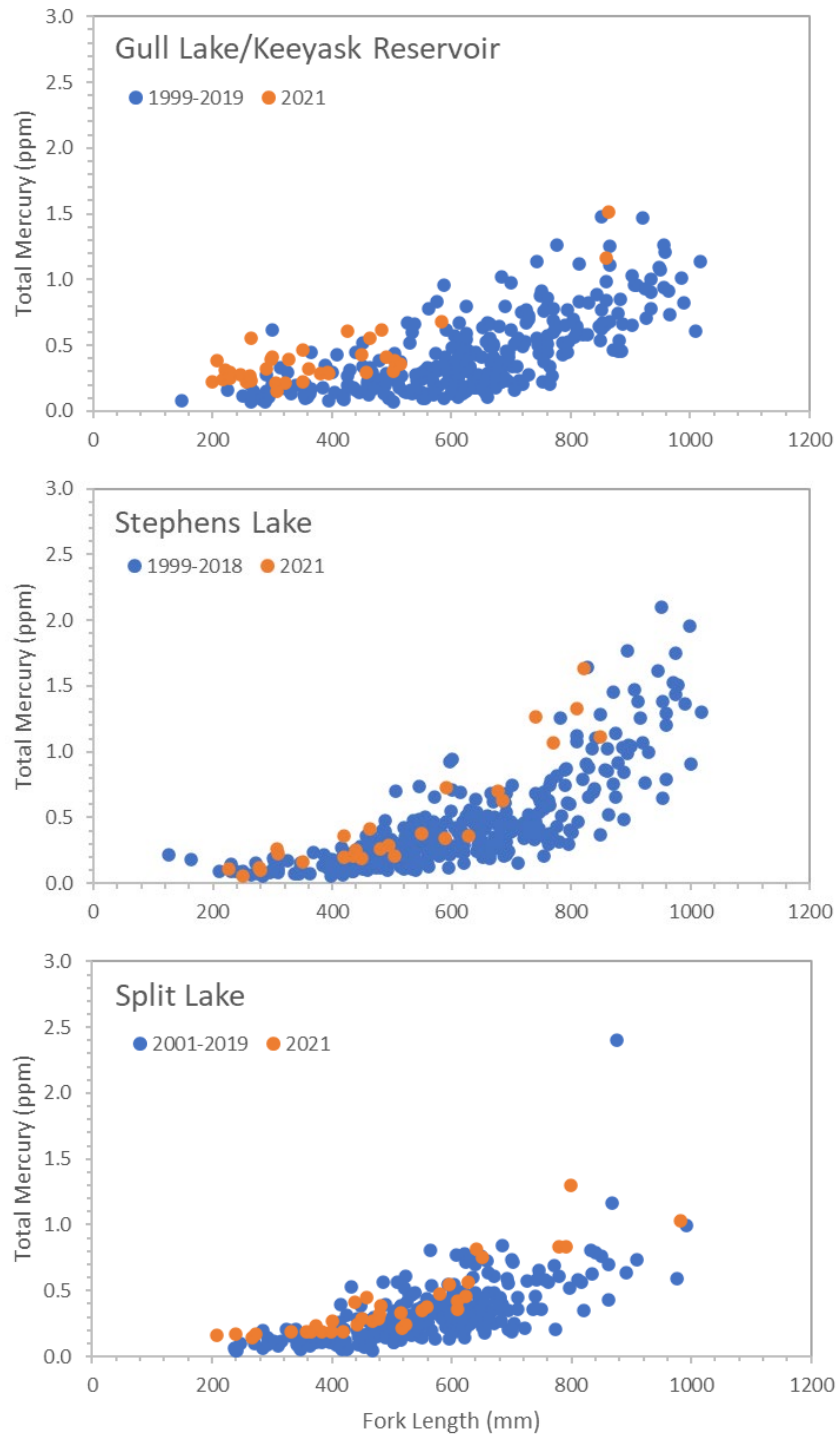 Gull Lake/Keeyask Reservoir
1999-2019 2021
Total Mercury (ppm)
3.0
2.5
2.0
1.5
1.0
0.5
0.0
0 200 400 600 800 1000 1200
Stephens Lake
1999-2018 2021
Total Mercury (ppm)
3.0
2.5
2.0
1.5
1.0
0.5
0.0
0 200 400 600 800 1000 1200
Split Lake
2001-2019 2021
Total Mercury (ppm)
3.0
2.5
2.0
1.5
1.0
0.5
0.0
0 200 400 600 800 1000 1200
Fork Length (mm)